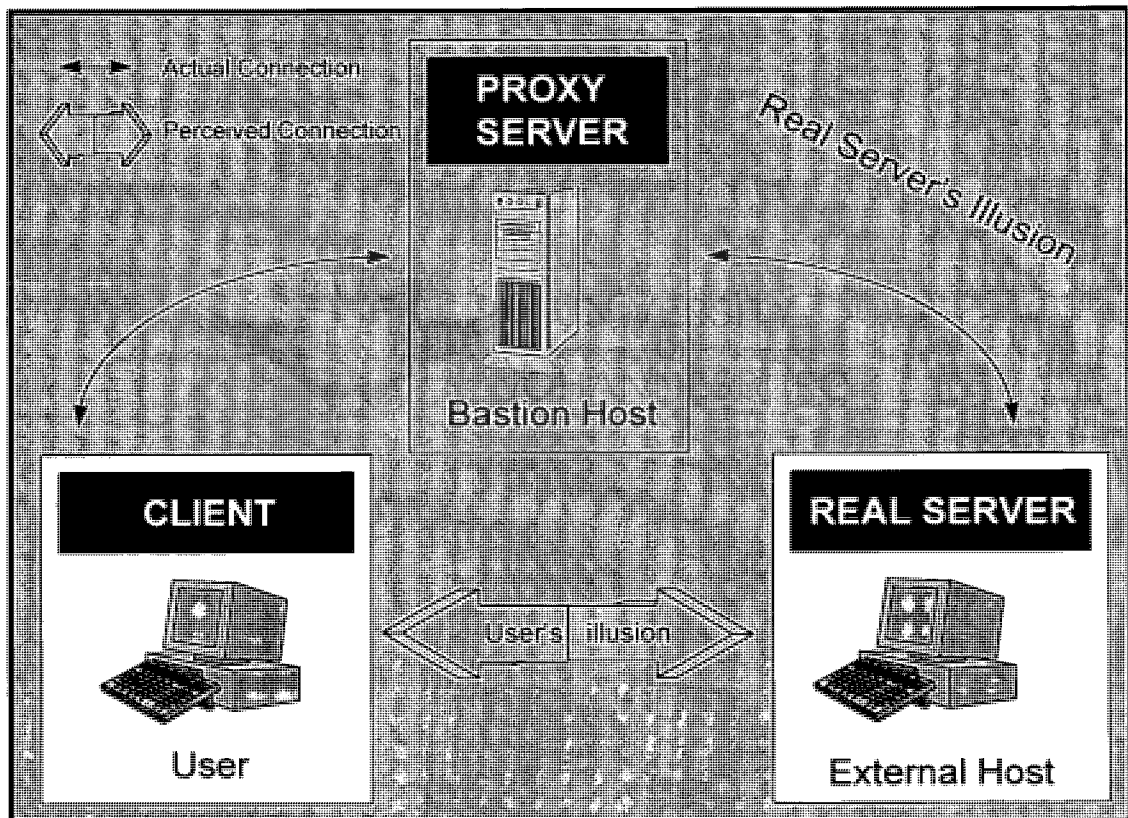 Actual Connection
Perceived Connection
PROXY
SERVER
Real Server's Illusion
Bastion Host
CLIENT
User
User's illusion
REAL SERVER
External Host